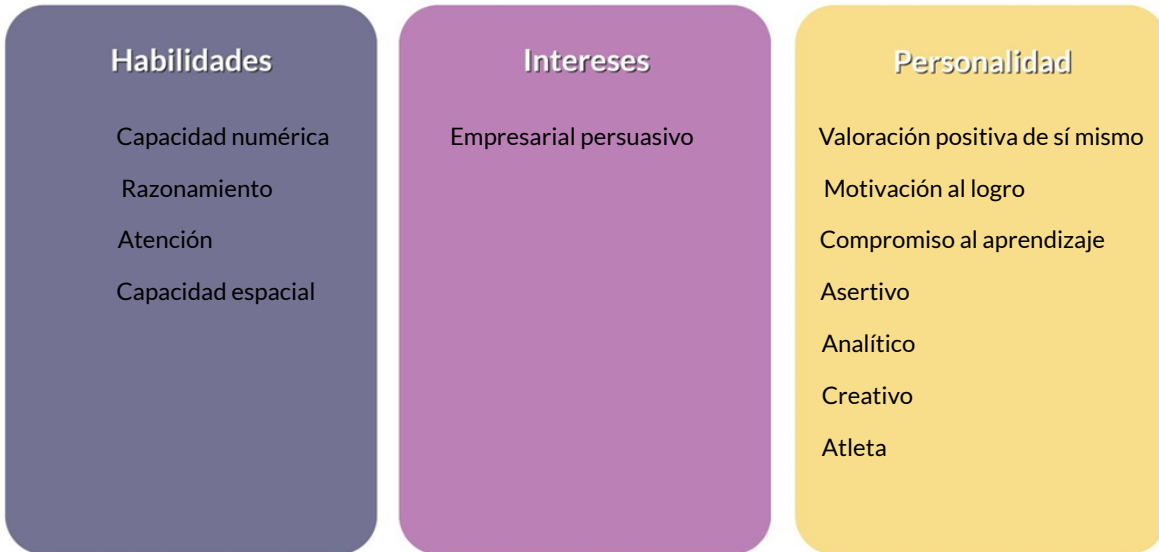 Habilidades
Capacidad numérica
Razonamiento
Atención
Capacidad espacial
Intereses
Empresarial persuasivo
Personalidad
Valoración positiva de sí mismo
Motivación al logro
Compromiso al aprendizaje
Asertivo
Analítico
Creativo
Atleta